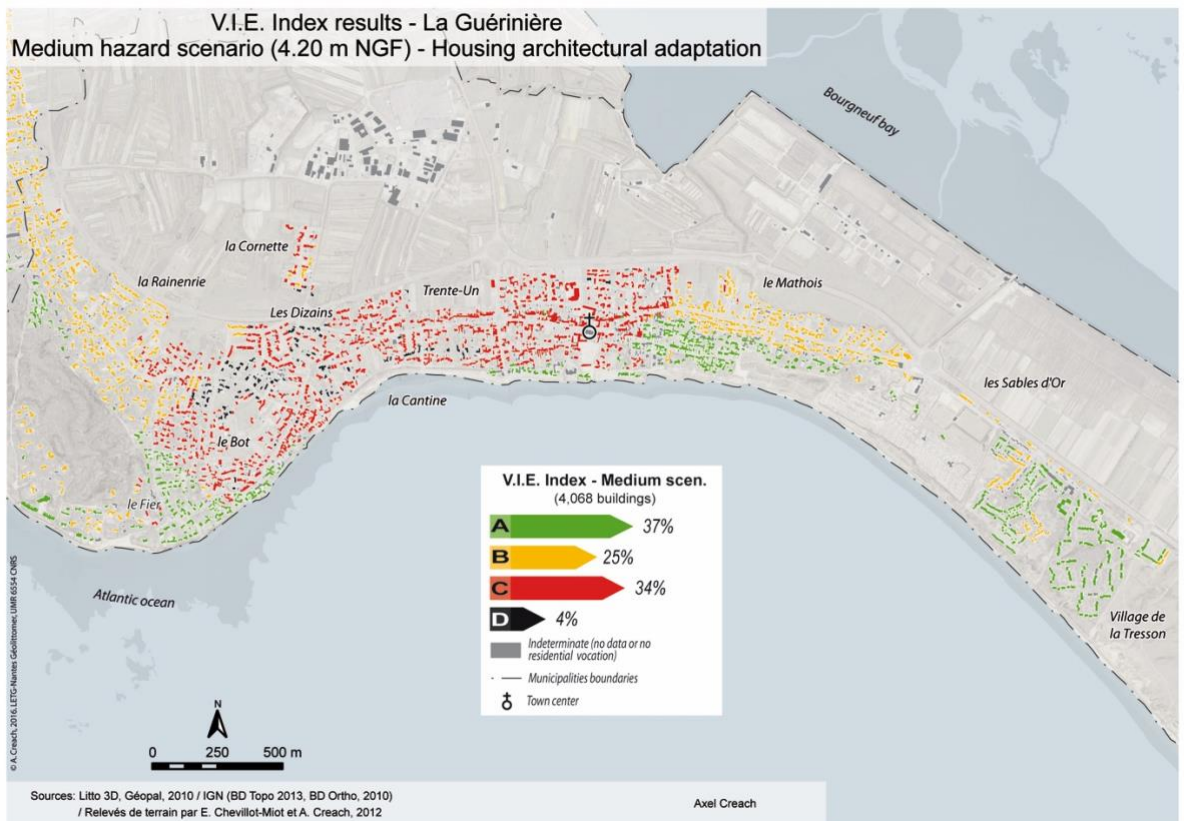 V.I.E. Index results - La Guérinière
Medium hazard scenario (4.20 m NGF) - Housing architectural adaptation
Bourgneuf bay
la Cornette
la Rainenrie
Trente-Un
le Mathois
Les Dizains
les Sables d'Or
la Cantine
le Bot
le Fier
V.I.E. Index - Medium scen.
(4,068 buildings)
A 37%
B 25%
C 34%
D 4%
Indeterminate (no data or no
residential vocation)
Municipalities boundaries
Town center
Atlantic ocean
Village de
la Tresson
N
0 250 500 m
© A.Creach, 2016, LETG-Nantes Géolittomer, UMR 6554 CNRS
Sources: Litto 3D, Géopal, 2010 / IGN (BD Topo 2013, BD Ortho, 2010)
/ Relevés de terrain par E. Chevillot-Miot et A. Creach, 2012
Axel Creach